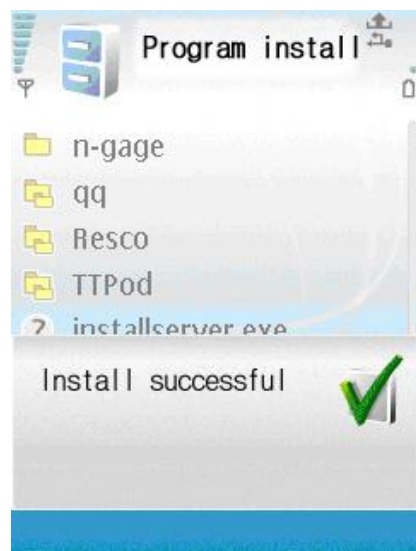 Program install
n-gage
qq
Resco
TTPod
installserver.exe
Install successful